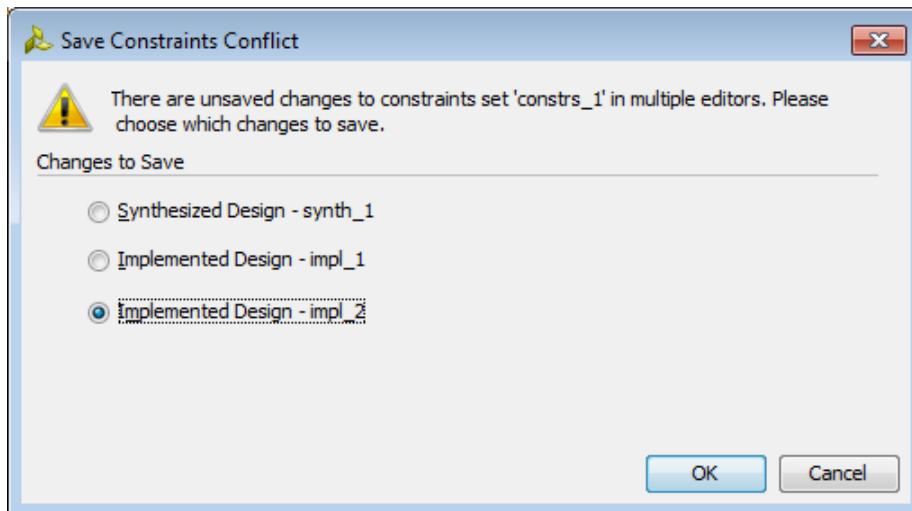 Save Constraints Conflict
There are unsaved changes to constraints set 'constrs_1' in multiple editors. Please
choose which changes to save.
Changes to Save
Synthesized Design - synth_1
Implemented Design - impl_1
Implemented Design - impl_2
OK
Cancel